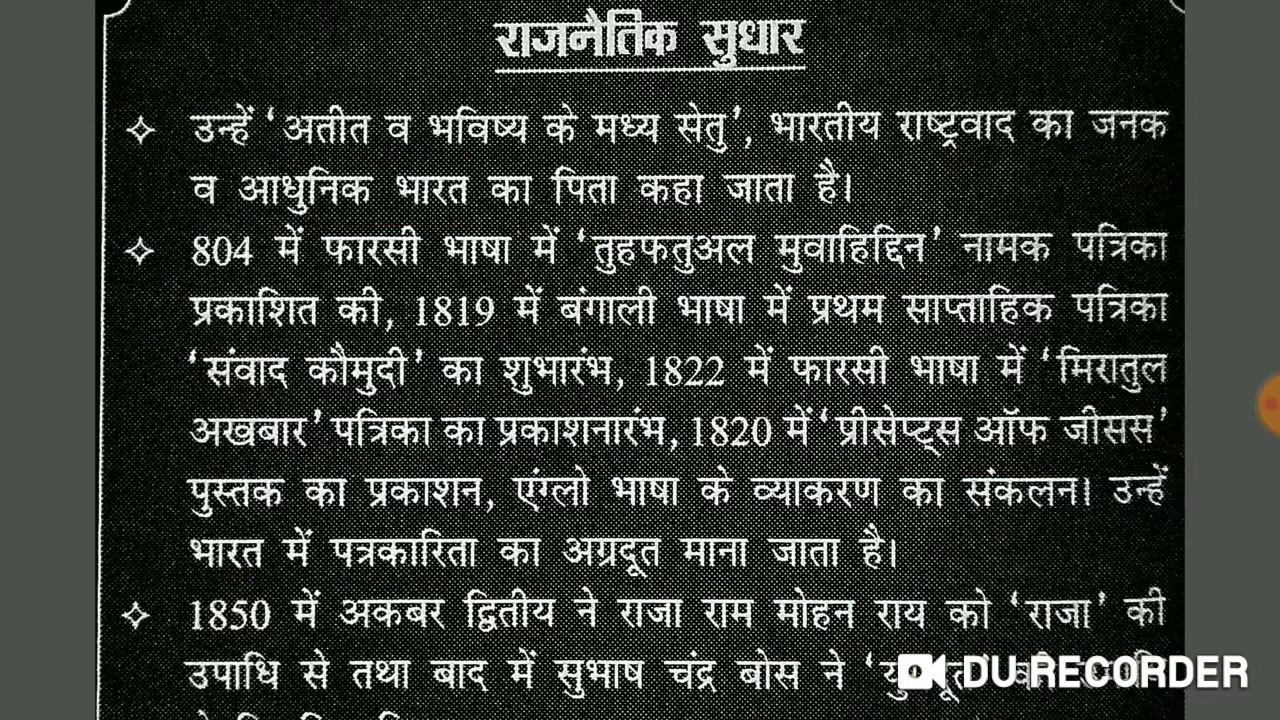 राजनैतिक सुधार
उन्हें ‘अतीत व भविष्य के मध्य सेतु’, भारतीय राष्ट्रवाद का जनक
व आधुनिक भारत का पिता कहा जाता है।
804 में फारसी भाषा में ‘तुहफतुअल मुवाहिद्दिन’ नामक पत्रिका
प्रकाशित की, 1819 में बंगाली भाषा में प्रथम साप्ताहिक पत्रिका
‘संवाद कौमुदी’ का शुभारंभ, 1822 में फारसी भाषा में ‘मिरातुल
अखबार’ पत्रिका का प्रकाशनारंभ, 1820 में ‘प्रीसेप्ट्स ऑफ जीसस’
पुस्तक का प्रकाशन, एंग्लो भाषा के व्याकरण का संकलन। उन्हें
भारत में पत्रकारिता का अग्रदूत माना जाता है।
1850 में अकबर द्वितीय ने राजा राम मोहन राय को ‘राजा’ की
उपाधि से तथा बाद में सुभाष चंद्र बोस ने
DU RECORDER